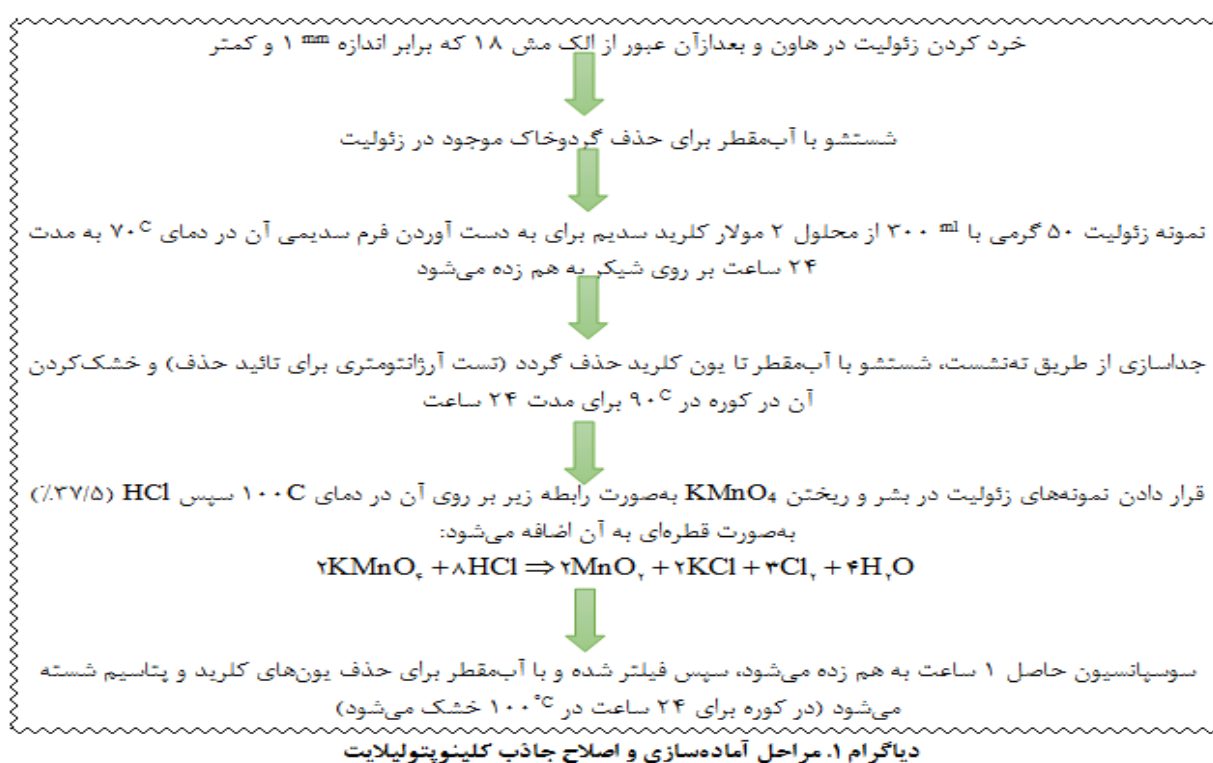 خرد کردن زئولیت در هاون و بعدازآن عبور از الک مش ۱۸ که برابر اندازه ۱ mm و کمتر
شستشو با آب‌مقطر برای حذف گردوخاک موجود در زئولیت
نمونه زئولیت ۵۰ گرمی با ۳۰۰ ml از محلول ۲ مولار کلرید سدیم برای به دست آوردن فرم سدیمی آن در دمای ۷۰C به مدت
۲۴ ساعت بر روی شیکر به هم زده می‌شود
جداسازی از طریق ته‌نشست، شستشو با آب‌مقطر تا یون کلرید حذف گردد (تست آرژانتومتری برای تائید حذف) و خشک‌کردن
آن در کوره در ۹۰C برای مدت ۲۴ ساعت
قرار دادن نمونه‌های زئولیت در بشر و ریختن KMnO₄ به‌صورت رابطه زیر بر روی آن در دمای ۱۰۰C سپس HCl (۳۷/۵٪)
به‌صورت قطره‌ای به آن اضافه می‌شود:
۲KMnO۴ + ۸HCl ⇒ ۲MnO۲ + ۲KCl + ۳Cl۲ + ۴H۲O
سوسپانسیون حاصل ۱ ساعت به هم زده می‌شود، سپس فیلتر شده و با آب‌مقطر برای حذف یون‌های کلرید و پتاسیم شسته
می‌شود (در کوره برای ۲۴ ساعت در ۱۰۰°C خشک می‌شود)
دیاگرام ۱. مراحل آماده‌سازی و اصلاح جاذب کلینوپتولیلایت